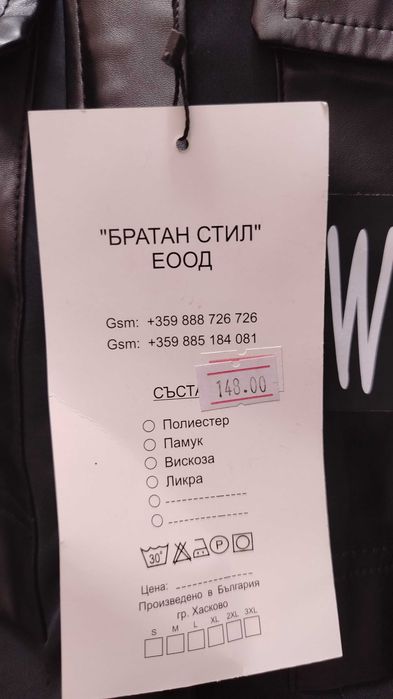 "БРАТАН СТИЛ"
ЕООД
Gsm: +359 888 726 726
Gsm: +359 885 184 081
148.00
Полиестер
Памук
Вискоза
Ликра
30°
P
Цена:
Произведено в България
гр. Хасково
S M L XL 2XL 3XL
W